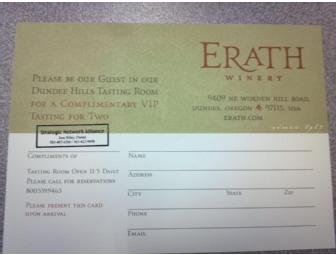 ERATH
WINERY
PLEASE BE OUR GUEST IN OUR
DUNDEE HILLS TASTING ROOM
FOR A COMPLIMENTARY VIP
TASTING FOR TWO
9409 NE WORDEN HILL ROAD,
DUNDEE, OREGON 97115, USA
ERATH.COM
Strategic Network Alliance
COMPLIMENTS OF
TASTING ROOM OPEN 11-5 DAILY
PLEASE CALL FOR RESERVATIONS
800.539.9463
PLEASE PRESENT THIS CARD
UPON ARRIVAL
NAME
ADDRESS
CITY STATE ZIP
PHONE
EMAIL